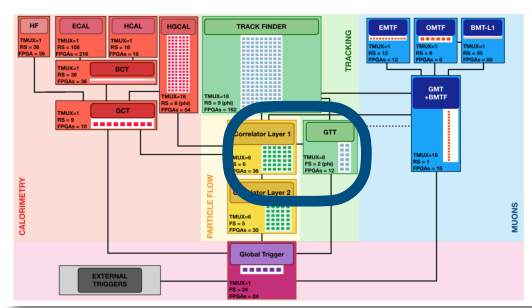 HF
TMUX=1
RS = 36
FPGA = 36
ECAL
TMUX=1
RS = 108
FPGAs = 216
HCAL
TMUX=1
RS = 18
FPGAs = 18
BCT
TMUX=1
RS = 36
FPGAs = 36
GCT
TMUX=1
RS = 9
FPGAs = 10
HGCAL
TMUX=18
RS = 6 (phi)
FPGAs = 54
TRACK FINDER
TMUX=18
RS = 9 (phi)
FPGAs = 162
TRACKING
EMTF
TMUX=1
RS = 12
FPGAs = 12
OMTF
TMUX=1
RS = 6
FPGAs = 6
BMT-L1
TMUX=1
RS = 30
FPGAs = 60
GMT
+BMTF
TMUX=18
RS = 1
FPGAs = 18
Correlator Layer 1
TMUX=6
RS = 6
FPGAs = 36
GTT
TMUX=6
FS = 2 (phi)
FPGAs = 12
Correlator Layer 2
TMUX=6
FS = 5
FPGAs = 30
CALORIMETRY
PARTICLE FLOW
MUONS
Global Trigger
TMUX=1
FS = 24
FPGAs = 24
EXTERNAL
TRIGGERS